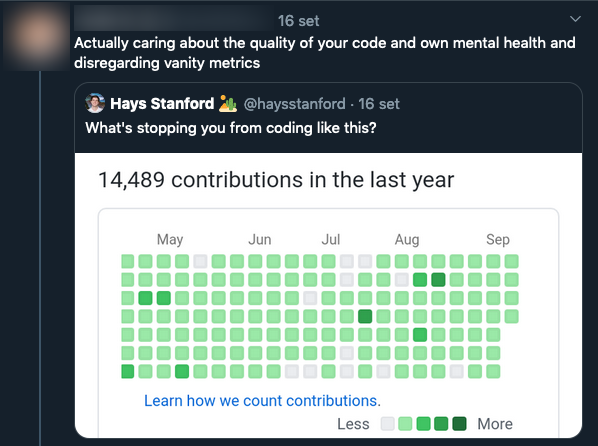 16 set
Actually caring about the quality of your code and own mental health and
disregarding vanity metrics
Hays Stanford 🏜️ @haysstanford · 16 set
What's stopping you from coding like this?
14,489 contributions in the last year
May Jun Jul Aug Sep
Learn how we count contributions.
Less More